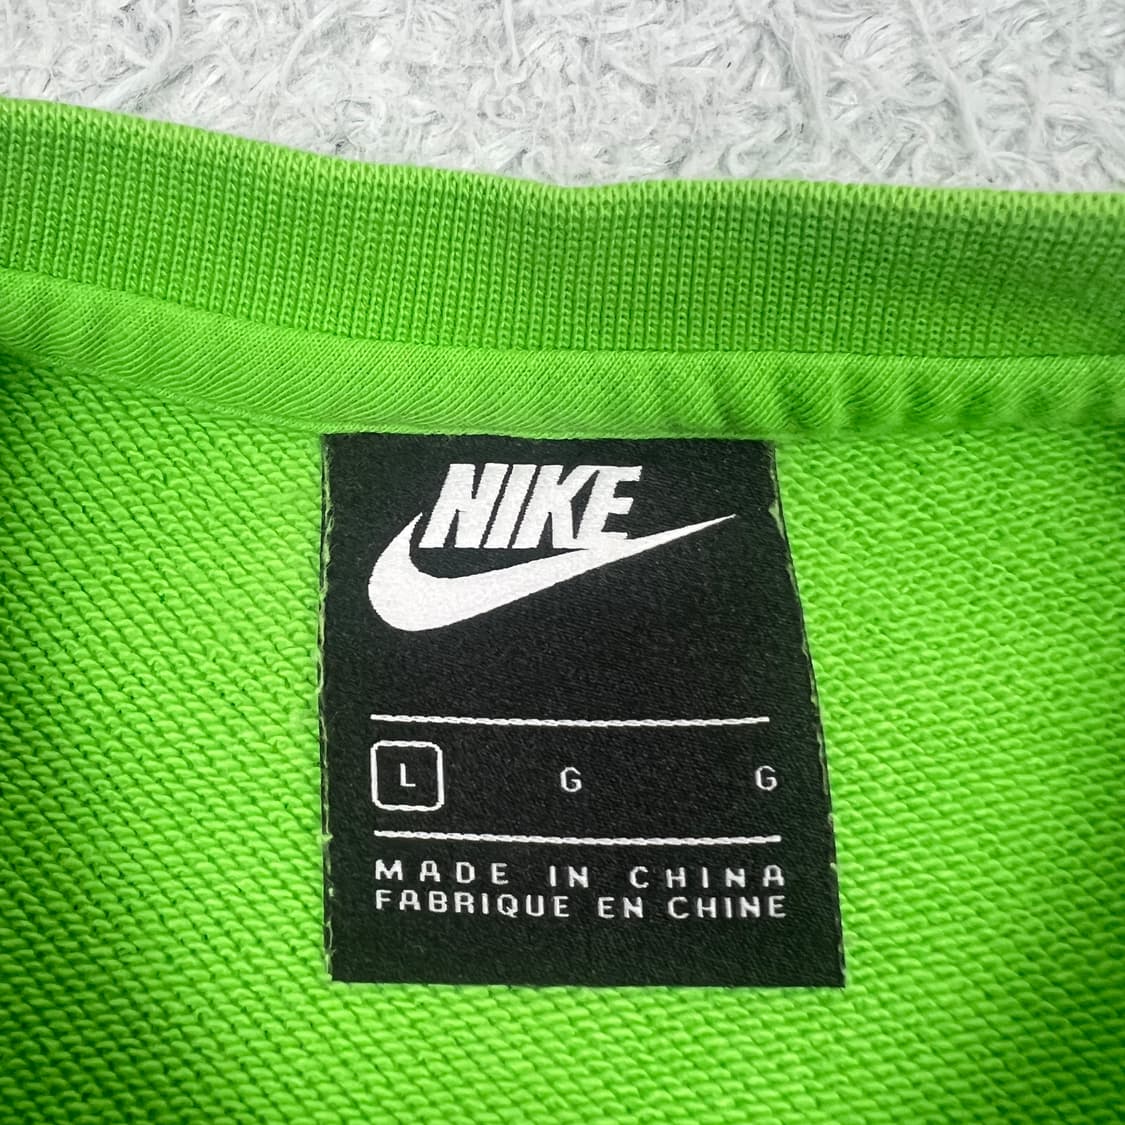 NIKE
L G G
MADE IN CHINA
FABRIQUE EN CHINE